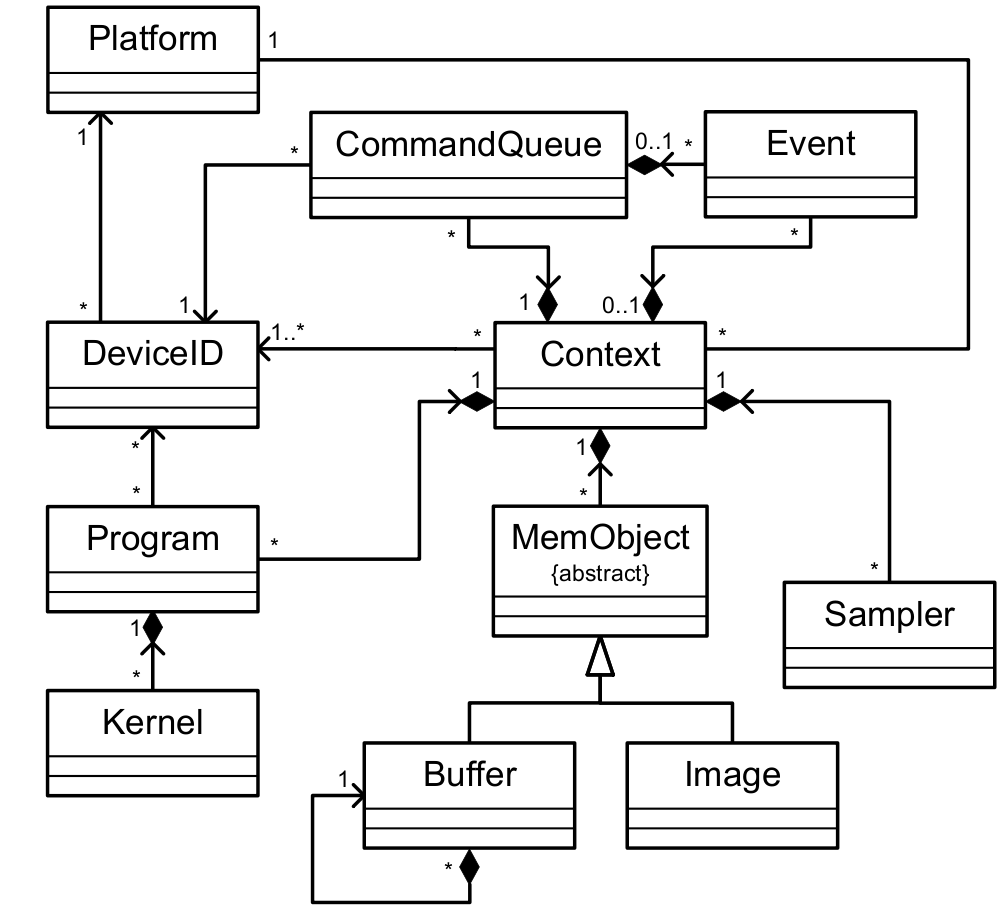 Platform
1
1
CommandQueue
Event
*
0..1
*
*
*
*
1
1
0..1
1..*
*
*
DeviceID
Context
1
1
*
1
*
*
*
Program
MemObject
{abstract}
*
Sampler
1
*
Kernel
Buffer
Image
1
*